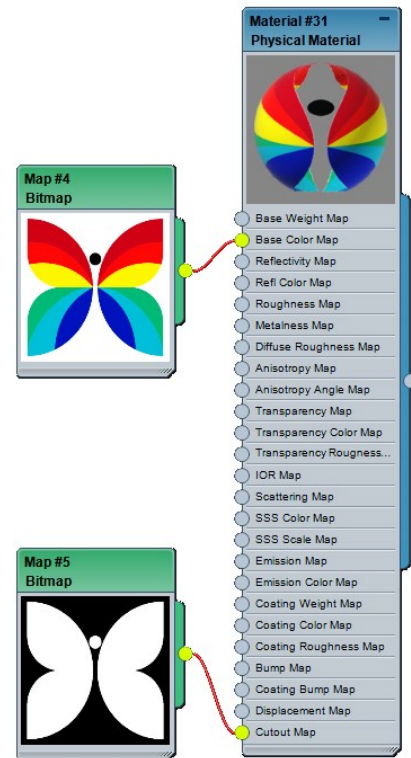 Material #31
Physical Material
Map #4
Bitmap
Base Weight Map
Base Color Map
Reflectivity Map
Refl Color Map
Roughness Map
Metalness Map
Diffuse Roughness Map
Anisotropy Map
Anisotropy Angle Map
Transparency Map
Transparency Color Map
Transparency Rougness...
IOR Map
Scattering Map
SSS Color Map
SSS Scale Map
Emission Map
Emission Color Map
Coating Weight Map
Coating Color Map
Coating Roughness Map
Bump Map
Coating Bump Map
Displacement Map
Cutout Map
Map #5
Bitmap